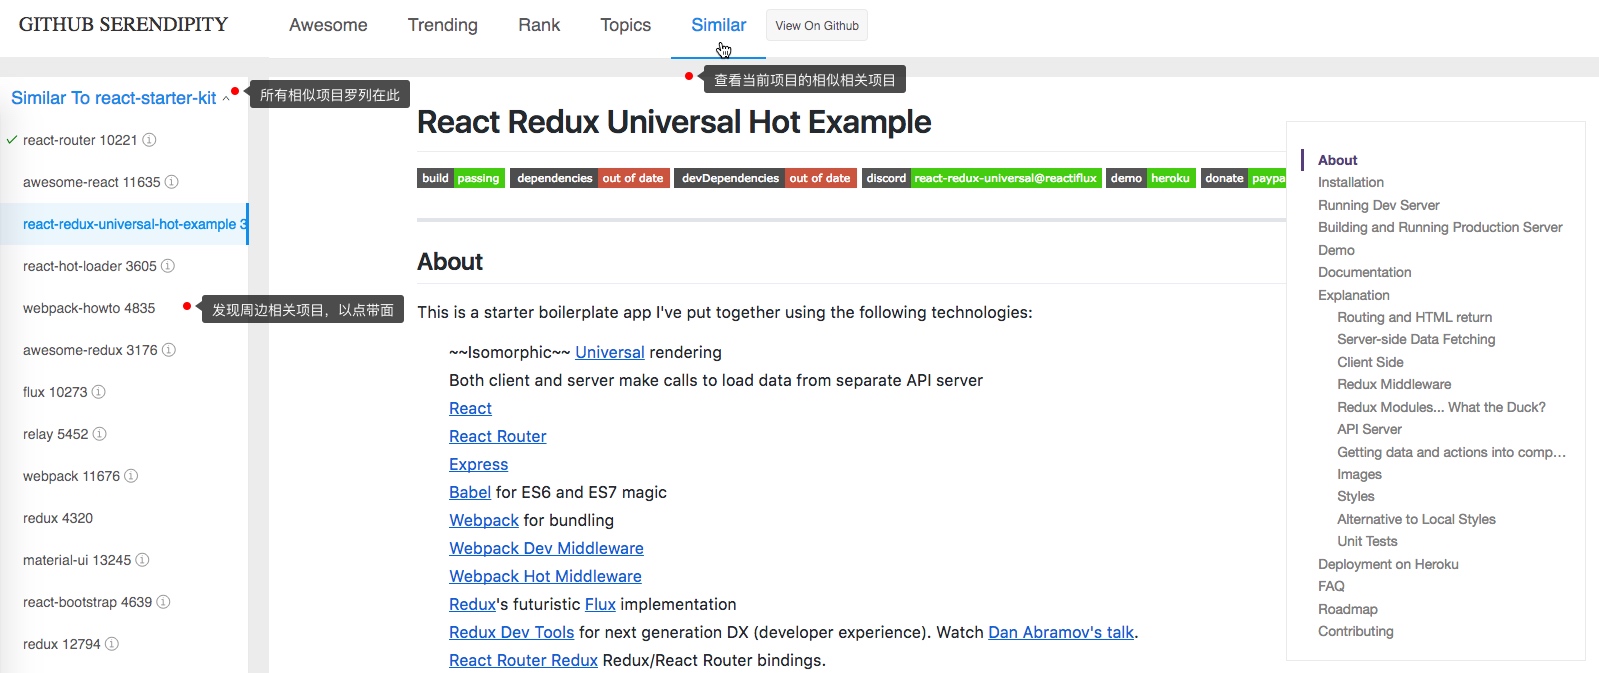 GITHUB SERENDIPITY
Awesome
Trending
Rank
Topics
Similar
View On Github
查看当前项目的相似相关项目
Similar To react-starter-kit
所有相似项目罗列在此
react-router 10221
awesome-react 11635
react-redux-universal-hot-example 3
react-hot-loader 3605
webpack-howto 4835
发现周边相关项目，以点带面
awesome-redux 3176
flux 10273
relay 5452
webpack 11676
redux 4320
material-ui 13245
react-bootstrap 4639
redux 12794
React Redux Universal Hot Example
build passing
dependencies out of date
devDependencies out of date
discord react-redux-universal@reactiflux
demo heroku
donate paypa
About
This is a starter boilerplate app I've put together using the following technologies:
~~Isomorphic~~ Universal rendering
Both client and server make calls to load data from separate API server
React
React Router
Express
Babel for ES6 and ES7 magic
Webpack for bundling
Webpack Dev Middleware
Webpack Hot Middleware
Redux's futuristic Flux implementation
Redux Dev Tools for next generation DX (developer experience). Watch Dan Abramov's talk.
React Router Redux Redux/React Router bindings.
About
Installation
Running Dev Server
Building and Running Production Server
Demo
Documentation
Explanation
Routing and HTML return
Server-side Data Fetching
Client Side
Redux Middleware
Redux Modules... What the Duck?
API Server
Getting data and actions into comp...
Images
Styles
Alternative to Local Styles
Unit Tests
Deployment on Heroku
FAQ
Roadmap
Contributing